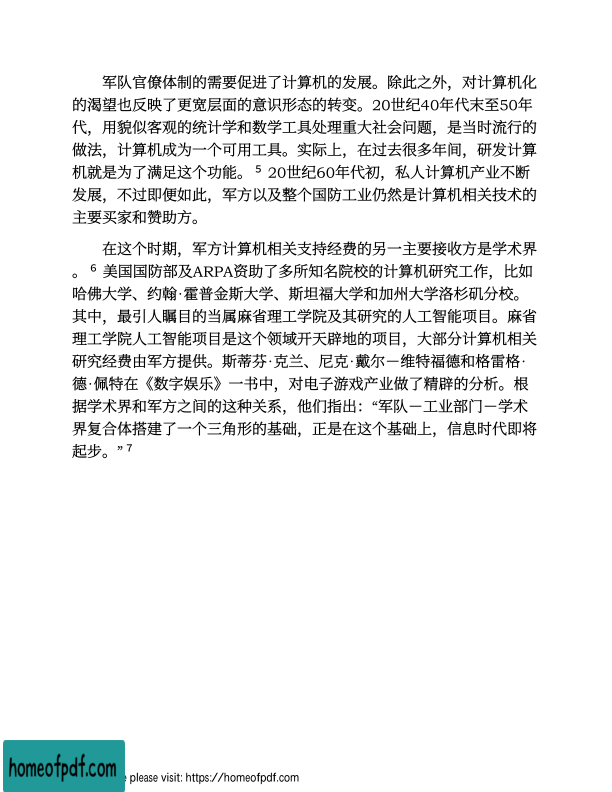 军队官僚体制的需要促进了计算机的发展。除此之外，对计算机化
的渴望也反映了更宽层面的意识形态的转变。20世纪40年代末至50年
代，用貌似客观的统计学和数学工具处理重大社会问题，是当时流行的
做法，计算机成为一个可用工具。实际上，在过去很多年间，研发计算
机就是为了满足这个功能。 5 20世纪60年代初，私人计算机产业不断
发展，不过即便如此，军方以及整个国防工业仍然是计算机相关技术的
主要买家和赞助方。
在这个时期，军方计算机相关支持经费的另一主要接收方是学术界
。 6 美国国防部及ARPA资助了多所知名院校的计算机研究工作，比如
哈佛大学、约翰·霍普金斯大学、斯坦福大学和加州大学洛杉矶分校。
其中，最引人瞩目的当属麻省理工学院及其研究的人工智能项目。麻省
理工学院人工智能项目是这个领域开天辟地的项目，大部分计算机相关
研究经费由军方提供。斯蒂芬·克兰、尼克·戴尔－维特福德和格雷格·
德·佩特在《数字娱乐》一书中，对电子游戏产业做了精辟的分析。根
据学术界和军方之间的这种关系，他们指出：“军队－工业部门－学术
界复合体搭建了一个三角形的基础，正是在这个基础上，信息时代即将
起步。” 7
homeofpdf.com
e please visit: https://homeofpdf.com